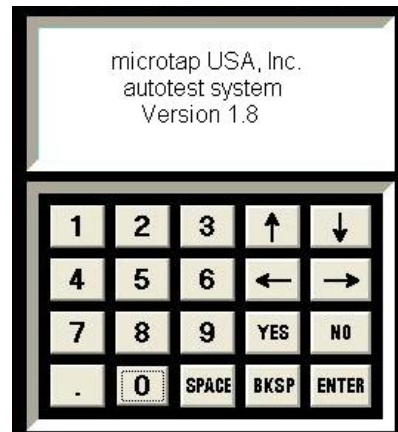 microtap USA, Inc.
autotest system
Version 1.8
1 2 3 ↑ ↓
4 5 6 ← →
7 8 9 YES NO
. 0 SPACE BKSP ENTER